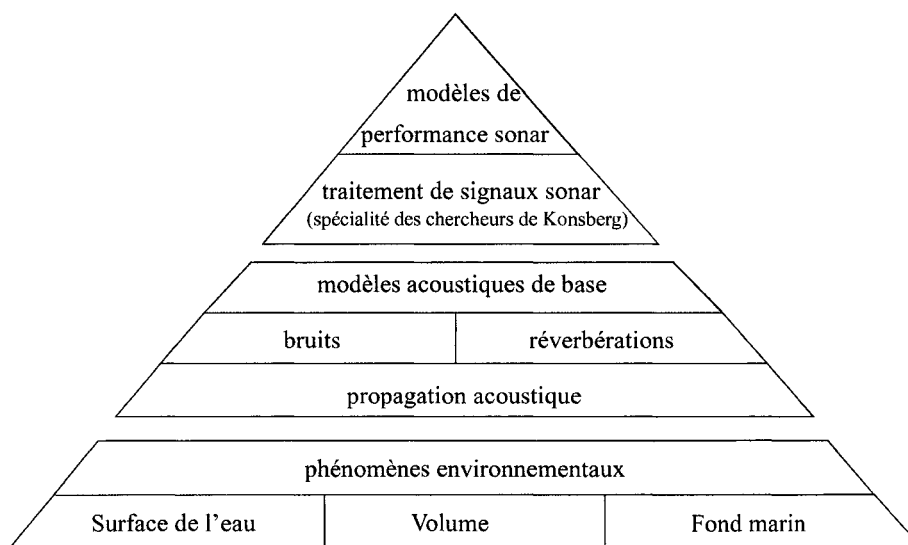 modèles de
performance sonar
traitement de signaux sonar
(spécialité des chercheurs de Konsberg)
modèles acoustiques de base
bruits
réverbérations
propagation acoustique
phénomènes environnementaux
Surface de l'eau
Volume
Fond marin